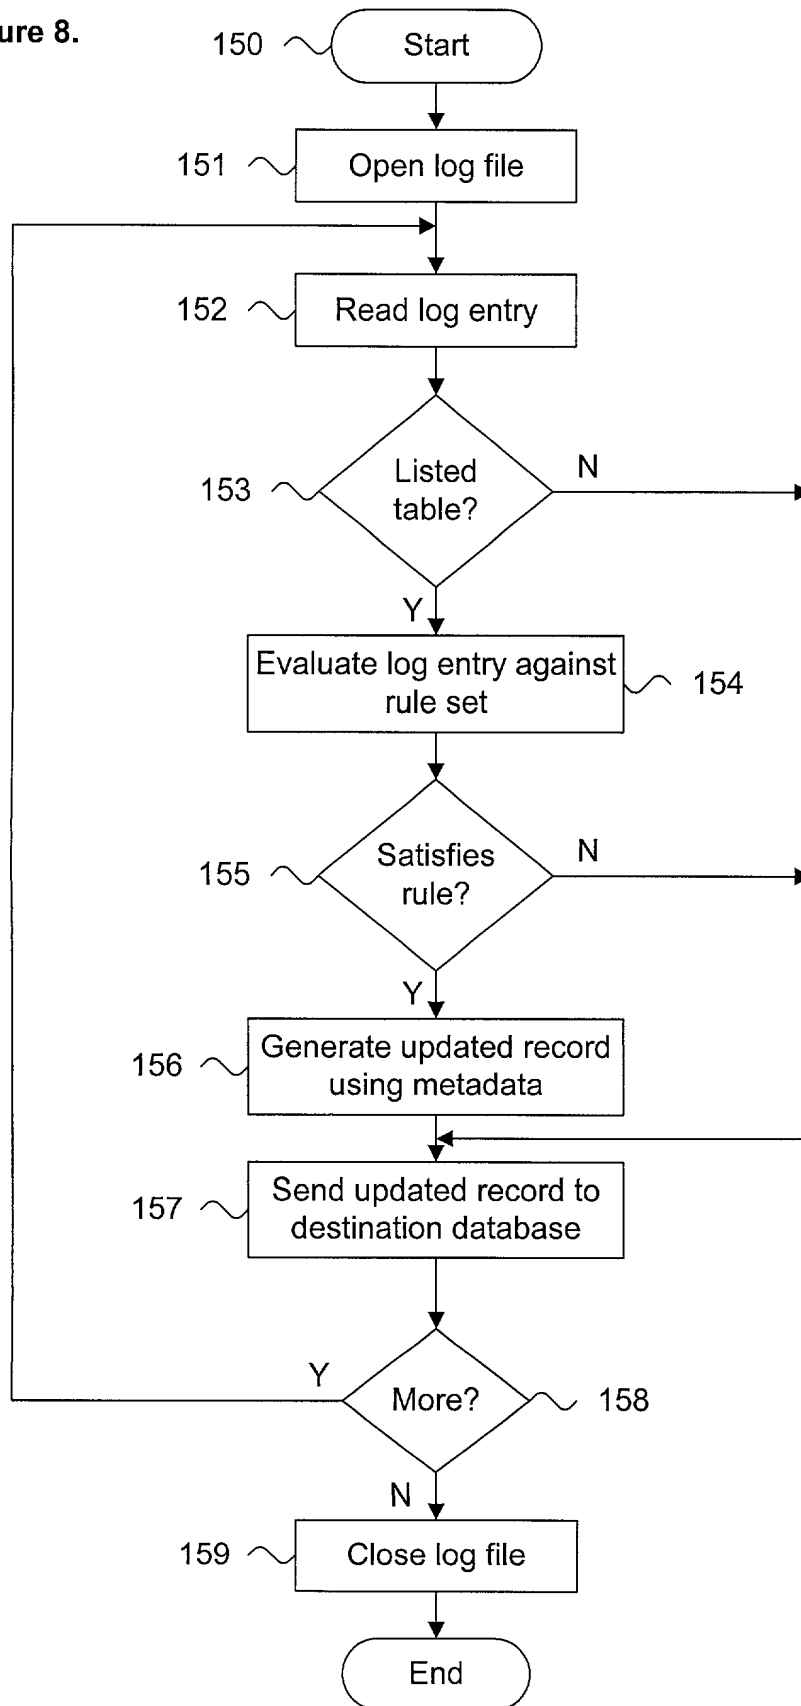 ure 8.
150
Start
151
Open log file
152
Read log entry
153
Listed
table?
N
Y
Evaluate log entry against
rule set
154
155
Satisfies
rule?
N
Y
156
Generate updated record
using metadata
157
Send updated record to
destination database
Y
More?
158
N
159
Close log file
End